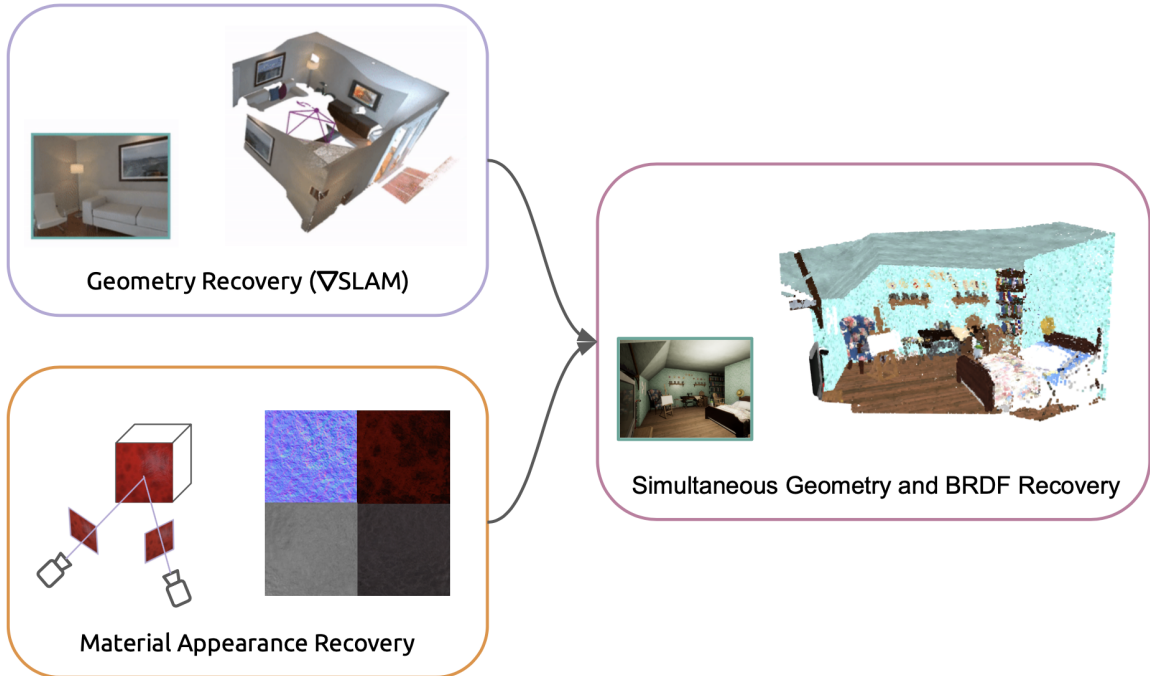 Geometry Recovery (∇SLAM)
Material Appearance Recovery
Simultaneous Geometry and BRDF Recovery